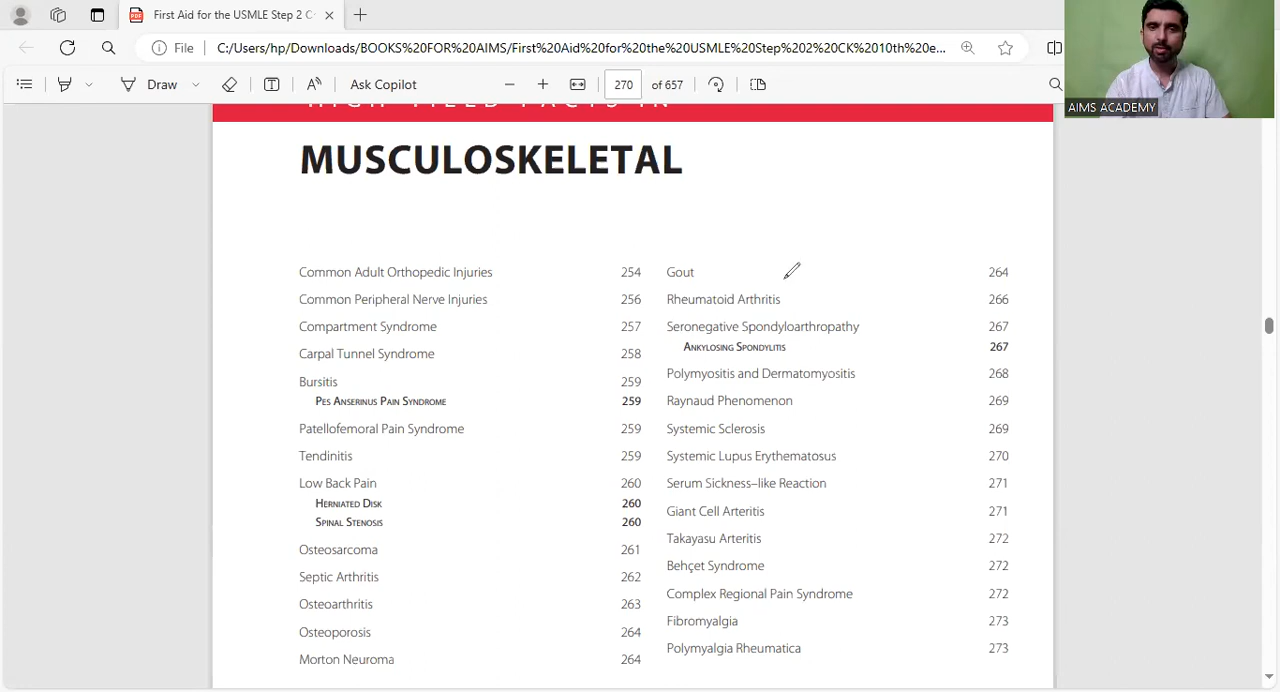 First Aid for the USMLE Step 2 C
File
C:/Users/hp/Downloads/BOOKS%20FOR%20AIMS/First%20Aid%20for%20the%20USMLE%20Step%202%20CK%2010th%20e...
Draw
Ask Copilot
270 of 657
AIMS ACADEMY
HIGH-YIELD FACTS IN
MUSCULOSKELETAL
Common Adult Orthopedic Injuries 254
Common Peripheral Nerve Injuries 256
Compartment Syndrome 257
Carpal Tunnel Syndrome 258
Bursitis 259
PES ANSERINUS PAIN SYNDROME 259
Patellofemoral Pain Syndrome 259
Tendinitis 259
Low Back Pain 260
HERNIATED DISK 260
SPINAL STENOSIS 260
Osteosarcoma 261
Septic Arthritis 262
Osteoarthritis 263
Osteoporosis 264
Morton Neuroma 264
Gout 264
Rheumatoid Arthritis 266
Seronegative Spondyloarthropathy 267
ANKYLOSING SPONDYLITIS 267
Polymyositis and Dermatomyositis 268
Raynaud Phenomenon 269
Systemic Sclerosis 269
Systemic Lupus Erythematosus 270
Serum Sickness–like Reaction 271
Giant Cell Arteritis 271
Takayasu Arteritis 272
Behçet Syndrome 272
Complex Regional Pain Syndrome 272
Fibromyalgia 273
Polymyalgia Rheumatica 273